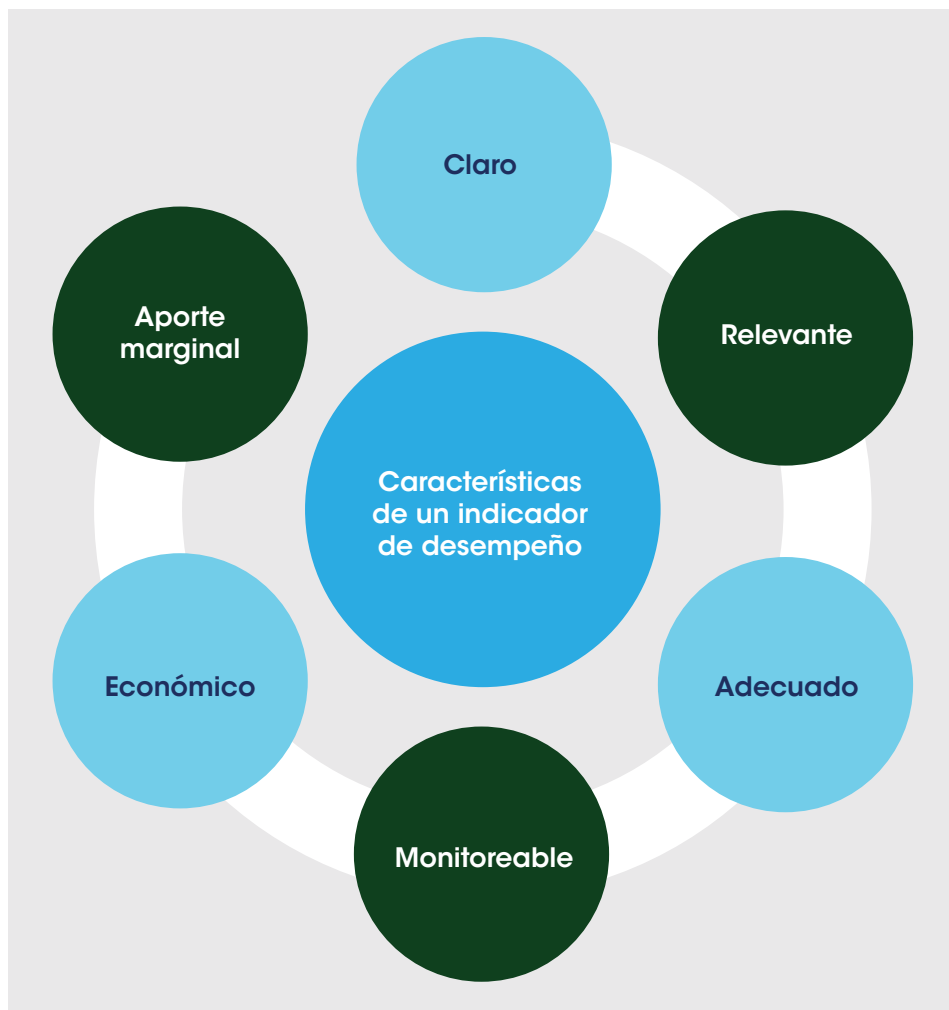 Claro
Relevante
Adecuado
Monitoreable
Económico
Aporte
marginal
Características
de un indicador
de desempeño